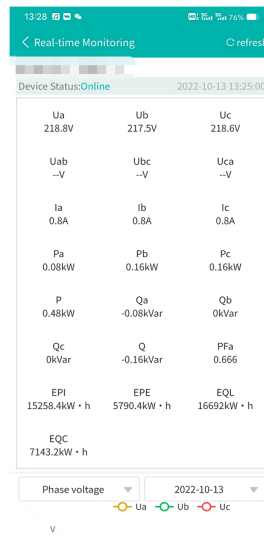 13:28 76%
Real-time Monitoring refresh
Device Status:Online 2022-10-13 13:25:00
Ua Ub Uc
218.8V 217.5V 218.6V
Uab Ubc Uca
--V --V --V
Ia Ib Ic
0.8A 0.8A 0.8A
Pa Pb Pc
0.08kW 0.16kW 0.16kW
P Qa Qb
0.48kW -0.08kVar 0kVar
Qc Q PFa
0kVar -0.16kVar 0.666
EPI EPE EQL
15258.4kW·h 5790.4kW·h 16692kW·h
EQC
7143.2kW·h
Phase voltage 2022-10-13
Ua Ub Uc
V